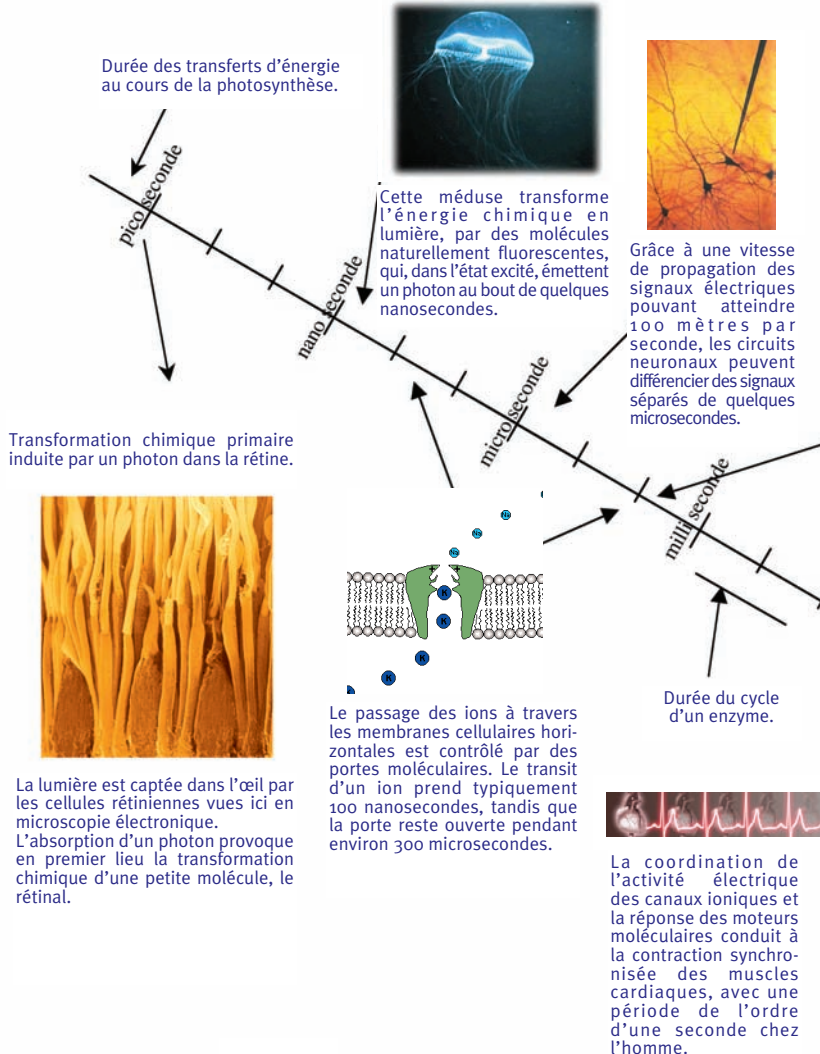 Durée des transferts d'énergie
au cours de la photosynthèse.
pico seconde
nano seconde
micro seconde
milli seconde
Cette méduse transforme
l'énergie chimique en
lumière, par des molécules
naturellement fluorescentes,
qui, dans l'état excité, émettent
un photon au bout de quelques
nanosecondes.
Grâce à une vitesse
de propagation des
signaux électriques
pouvant atteindre
100 mètres par
seconde, les circuits
neuronaux peuvent
différencier des signaux
séparés de quelques
microsecondes.
Transformation chimique primaire
induite par un photon dans la rétine.
Na
Na
Na
+ +
K
K
K
K
La lumière est captée dans l'œil par
les cellules rétiniennes vues ici en
microscopie électronique.
L'absorption d'un photon provoque
en premier lieu la transformation
chimique d'une petite molécule, le
rétinal.
Le passage des ions à travers
les membranes cellulaires hori-
zontales est contrôlé par des
portes moléculaires. Le transit
d'un ion prend typiquement
100 nanosecondes, tandis que
la porte reste ouverte pendant
environ 300 microsecondes.
Durée du cycle
d'un enzyme.
La coordination de
l'activité électrique
des canaux ioniques et
la réponse des moteurs
moléculaires conduit à
la contraction synchro-
nisée des muscles
cardiaques, avec une
période de l'ordre
d'une seconde chez
l'homme.